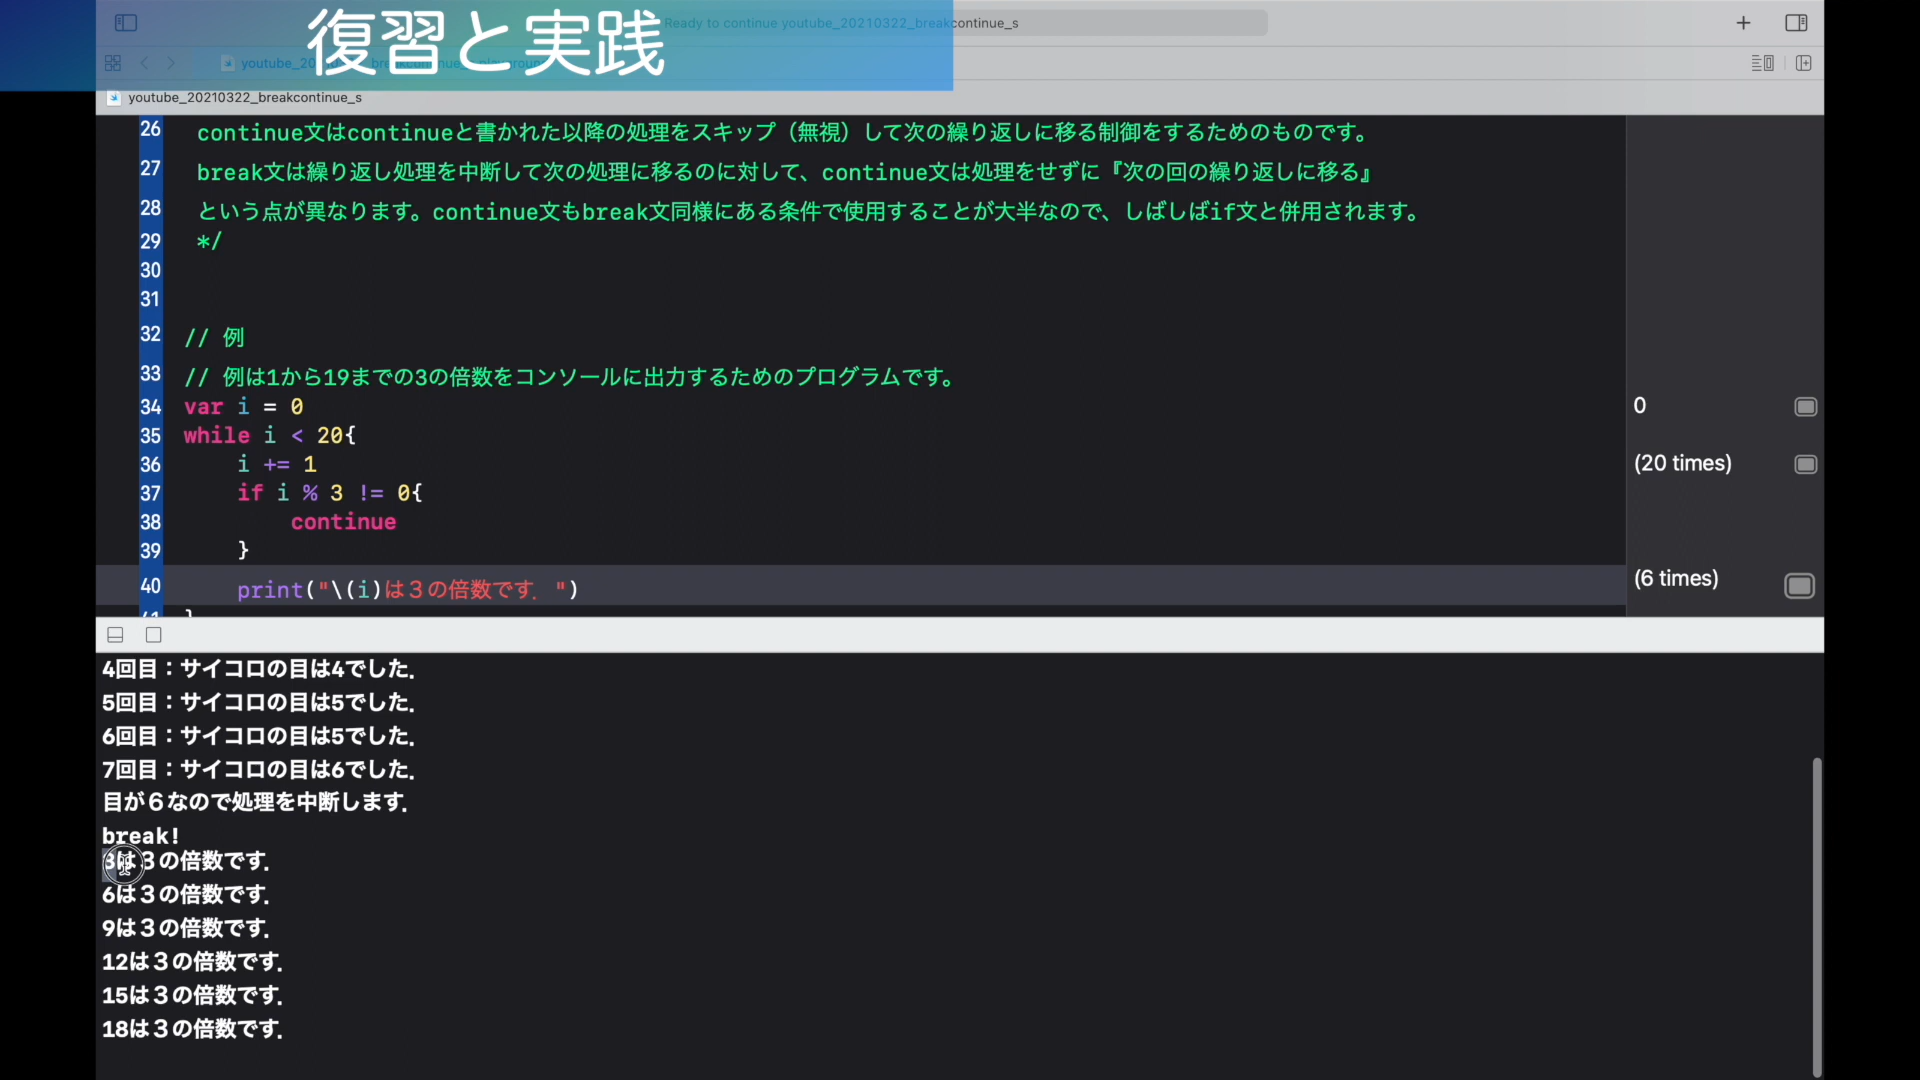 復習と実践
Ready to continue youtube_20210322_breakcontinue_s
youtube_20210322_breakcontinue_s
26 continue文はcontinueと書かれた以降の処理をスキップ（無視）して次の繰り返しに移る制御をするためのものです。
27 break文は繰り返し処理を中断して次の処理に移るのに対して、continue文は処理をせずに『次の回の繰り返しに移る』
28 という点が異なります。continue文もbreak文同様にある条件で使用することが大半なので、しばしばif文と併用されます。
29 */
30
31
32 // 例
33 // 例は1から19までの3の倍数をコンソールに出力するためのプログラムです。
34 var i = 0 0
35 while i < 20{
36 i += 1 (20 times)
37 if i % 3 != 0{
38 continue
39 }
40 print("\(i)は３の倍数です．") (6 times)
4回目：サイコロの目は4でした．
5回目：サイコロの目は5でした．
6回目：サイコロの目は5でした．
7回目：サイコロの目は6でした．
目が６なので処理を中断します．
break!
3は３の倍数です．
6は３の倍数です．
9は３の倍数です．
12は３の倍数です．
15は３の倍数です．
18は３の倍数です．